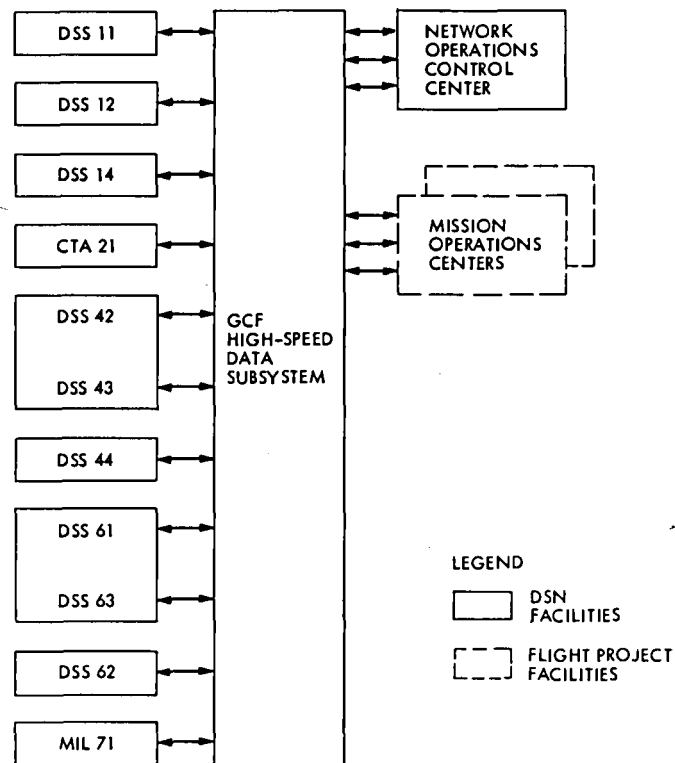 DSS 11
DSS 12
DSS 14
CTA 21
DSS 42
DSS 43
DSS 44
DSS 61
DSS 63
DSS 62
MIL 71
GCF
HIGH-SPEED
DATA
SUBSYSTEM
NETWORK
OPERATIONS
CONTROL
CENTER
MISSION
OPERATIONS
CENTERS
LEGEND
DSN
FACILITIES
FLIGHT PROJECT
FACILITIES